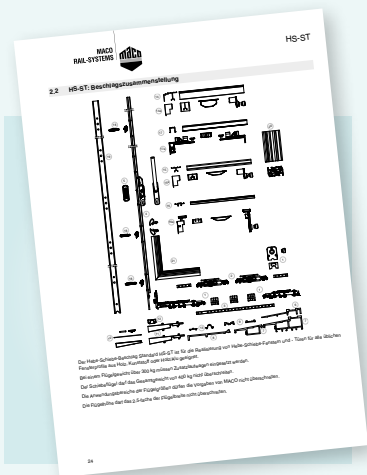 HS-ST
MACO
RAIL-SYSTEMS
maco
2.2 HS-ST: Beschlagszusammenstellung
Der Hebe-Schiebe-Beschlag Standard HS-ST ist für die Verwendung von Hebe-Schiebe-Fenstern und - Türen für alle üblichen
Fensterprofile aus Holz, Kunststoff oder Holz/Alu geeignet.
Bei einem Flügelgewicht über 300 kg müssen Zusatzlaufwagen eingesetzt werden.
Der Schiebeflügel darf das Gesamtgewicht von 400 kg nicht überschreiten.
Die Anwendungsbereiche der Flügelgrößen dürfen die Vorgaben von MACO nicht überschreiten.
Die Flügelhöhe darf das 2,5-fache der Flügelbreite nicht überschreiten.